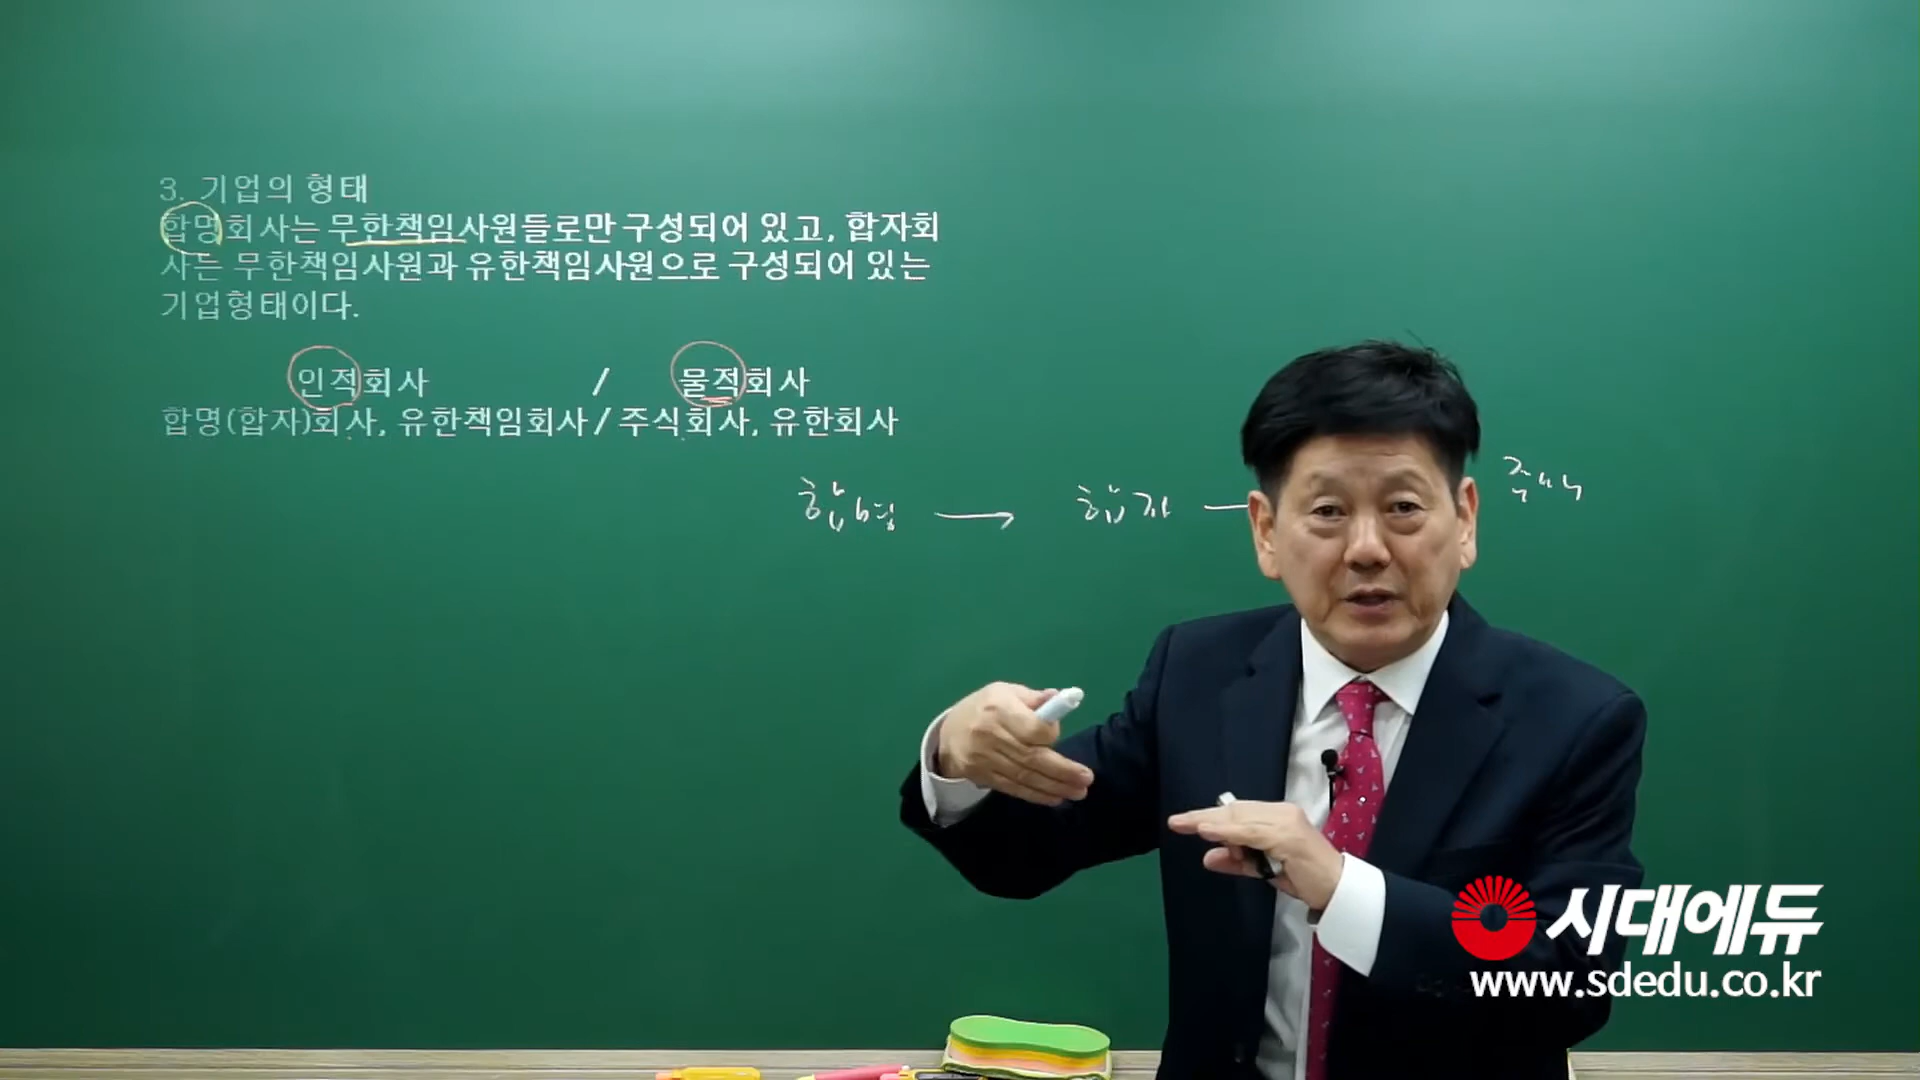 3. 기업의 형태
합명회사는 무한책임사원들로만 구성되어 있고, 합자회
사는 무한책임사원과 유한책임사원으로 구성되어 있는
기업형태이다.
인적회사 / 물적회사
합명(합자)회사, 유한책임회사 / 주식회사, 유한회사
합명 → 합자
시대에듀
www.sdedu.co.kr